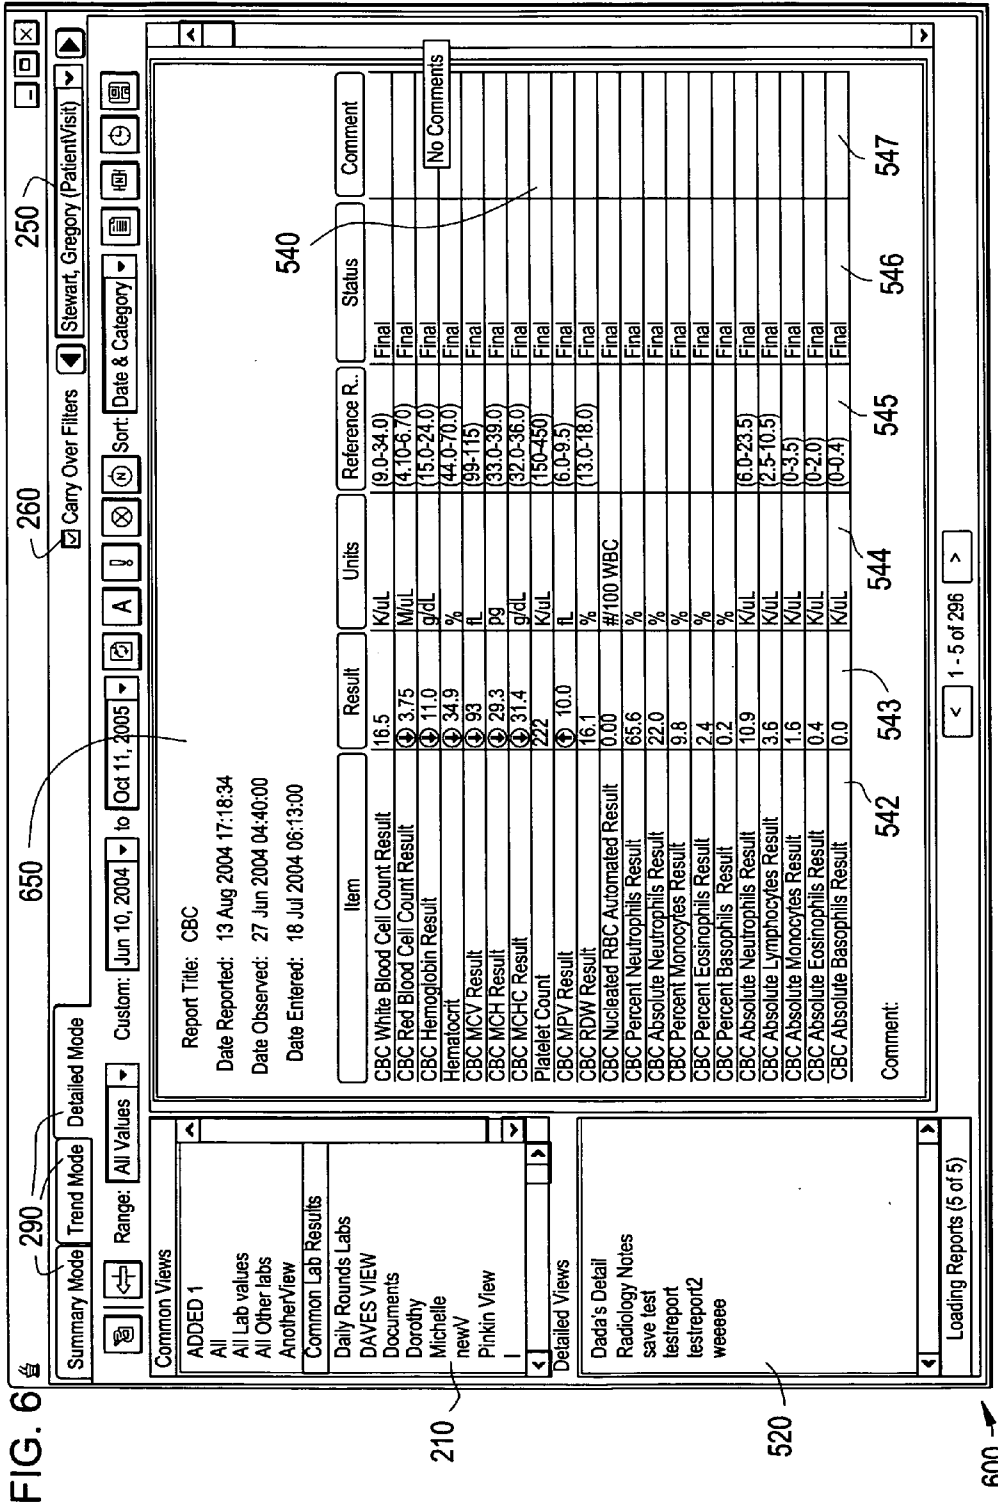 FIG. 6
290
650
260
250
Summary Mode Trend Mode Detailed Mode
Carry Over Filters Stewart, Gregory (PatientVisit)
Range: All Values Custom: Jun 10, 2004 to Oct 11, 2005 A N Sort: Date & Category N
Common Views
ADDED 1
All
All Lab values
All Other labs
AnotherView
Common Lab Results
Daily Rounds Labs
DAVES VIEW
Documents
Dorothy
Michelle
newV
Pinkin View
210
Detailed Views
Dada's Detail
Radiology Notes
save test
testreport
testreport2
weeeee
520
Loading Reports (5 of 5)
Report Title: CBC
Date Reported: 13 Aug 2004 17:18:34
Date Observed: 27 Jun 2004 04:40:00
Date Entered: 18 Jul 2004 06:13:00
540
Item Result Units Reference R.. Status Comment
CBC White Blood Cell Count Result 16.5 K/uL (9.0-34.0) Final
CBC Red Blood Cell Count Result 3.75 M/uL (4.10-6.70) Final
CBC Hemoglobin Result 11.0 g/dL (15.0-24.0) Final
No Comments
Hematocrit 34.9 % (44.0-70.0) Final
CBC MCV Result 93 fL (99-115) Final
CBC MCH Result 29.3 pg (33.0-39.0) Final
CBC MCHC Result 31.4 g/dL (32.0-36.0) Final
Platelet Count 222 K/uL (150-450) Final
CBC MPV Result 10.0 fL (6.0-9.5) Final
CBC RDW Result 16.1 % (13.0-18.0) Final
CBC Nucleated RBC Automated Result 0.00 #/100 WBC Final
CBC Percent Neutrophils Result 65.6 % Final
CBC Absolute Neutrophils Result 22.0 % Final
CBC Percent Monocytes Result 9.8 % Final
CBC Percent Eosinophils Result 2.4 % Final
CBC Percent Basophils Result 0.2 % Final
CBC Absolute Neutrophils Result 10.9 K/uL (6.0-23.5) Final
CBC Absolute Lymphocytes Result 3.6 K/uL (2.5-10.5) Final
CBC Absolute Monocytes Result 1.6 K/uL (0-3.5) Final
CBC Absolute Eosinophils Result 0.4 K/uL (0-2.0) Final
CBC Absolute Basophils Result 0.0 K/uL (0-0.4) Final
Comment:
542
543
544
545
546
547
< 1 - 5 of 296 >
600